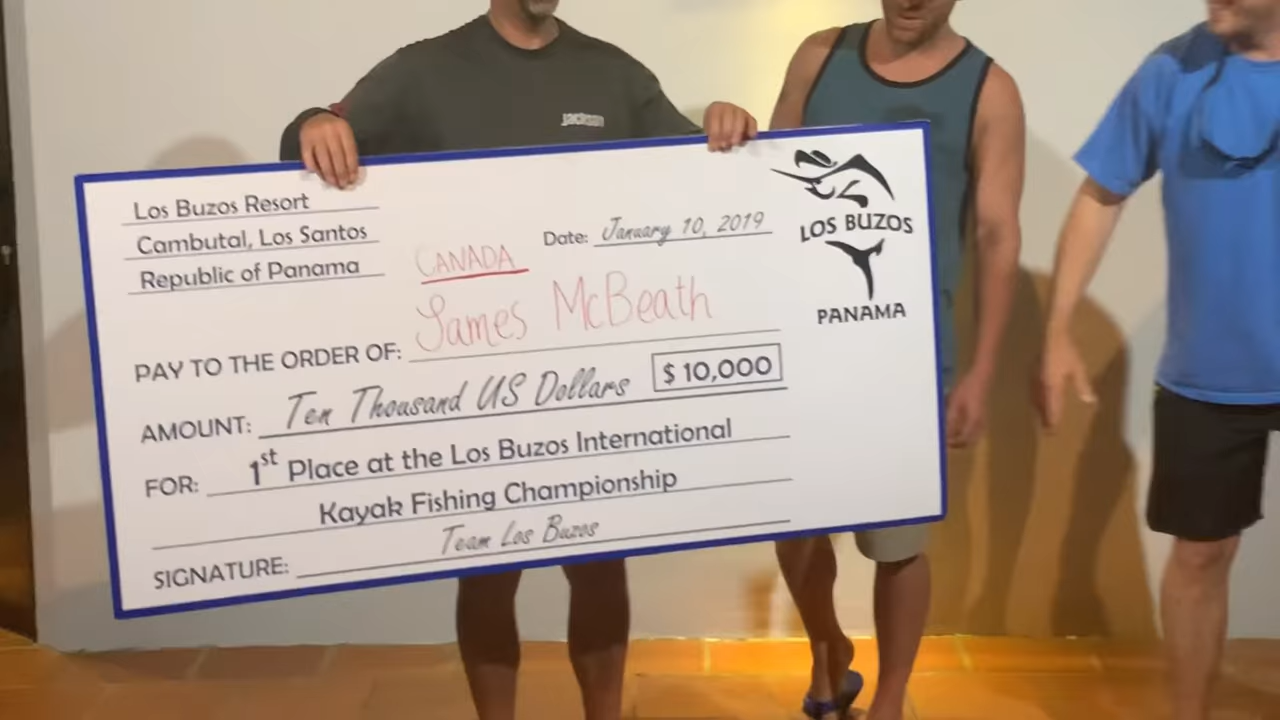 Jackson
Los Buzos Resort
Cambutal, Los Santos
Republic of Panama
CANADA
Date: January 10, 2019
LOS BUZOS
PANAMA
PAY TO THE ORDER OF: James McBeath
AMOUNT: Ten Thousand US Dollars $ 10,000
FOR: 1st Place at the Los Buzos International
Kayak Fishing Championship
SIGNATURE: Team Los Buzos